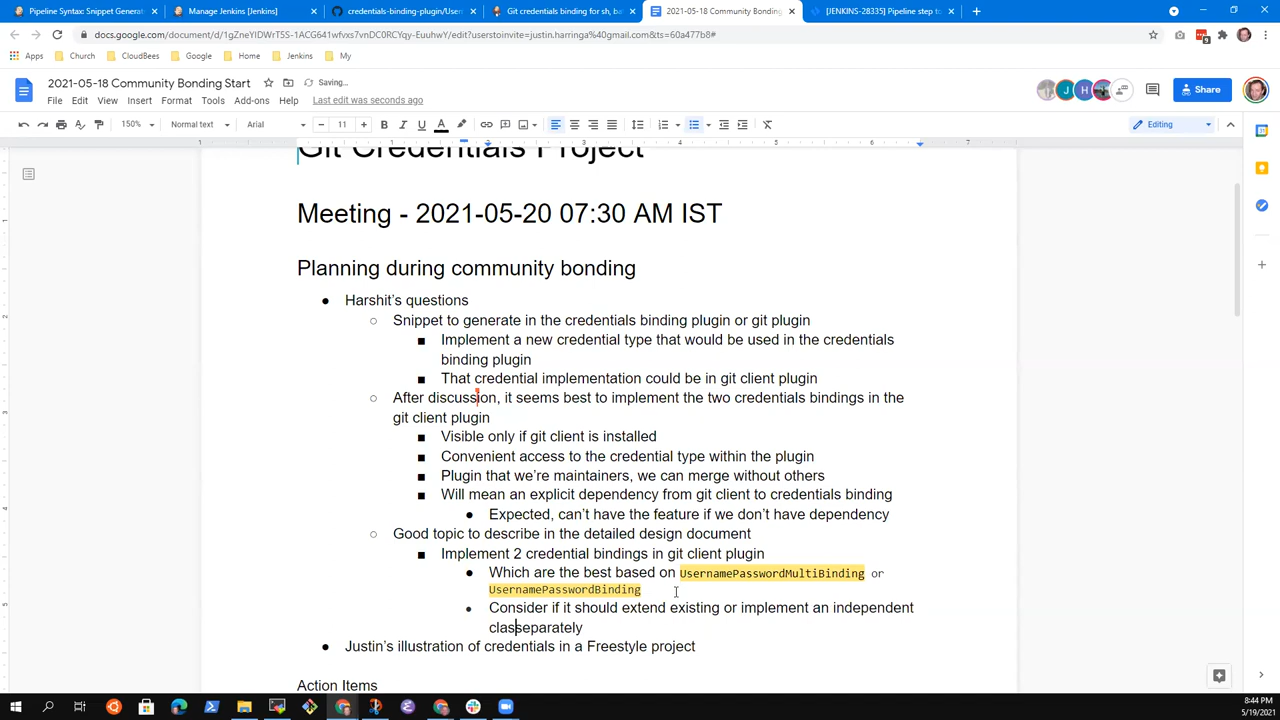 Pipeline Syntax: Snippet Generat
Manage Jenkins [Jenkins]
credentials-binding-plugin/User
Git credentials binding for sh, ba
2021-05-18 Community Bonding
[JENKINS-28335] Pipeline step to
docs.google.com/document/d/1gZneYIDWrTSS-1ACG641wfvxs7vnDC0RCYqy-EuuhwY/edit?userstoinvite=justin.harringa%40gmail.com&ts=60a477b8#
Apps
Church
CloudBees
Google
Home
Jenkins
My
2021-05-18 Community Bonding Start
Saving...
File Edit View Insert Format Tools Add-ons Help Last edit was seconds ago
J H
Share
150% Normal text Arial 11
Editing
1 1 2 3 4 5 6 7
Git Credentials Project
Meeting - 2021-05-20 07:30 AM IST
Planning during community bonding
● Harshit's questions
○ Snippet to generate in the credentials binding plugin or git plugin
■ Implement a new credential type that would be used in the credentials
binding plugin
■ That credential implementation could be in git client plugin
○ After discussion, it seems best to implement the two credentials bindings in the
git client plugin
■ Visible only if git client is installed
■ Convenient access to the credential type within the plugin
■ Plugin that we're maintainers, we can merge without others
■ Will mean an explicit dependency from git client to credentials binding
● Expected, can't have the feature if we don't have dependency
○ Good topic to describe in the detailed design document
■ Implement 2 credential bindings in git client plugin
● Which are the best based on UsernamePasswordMultiBinding or
UsernamePasswordBinding
● Consider if it should extend existing or implement an independent
classeparately
● Justin's illustration of credentials in a Freestyle project
Action Items
8:44 PM
5/19/2021